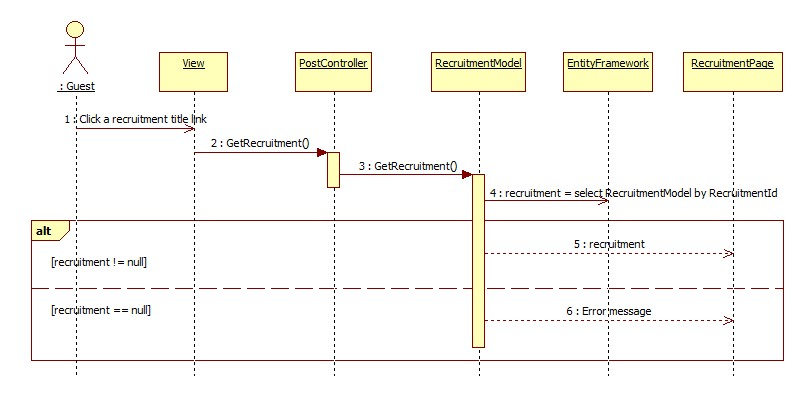 View
PostController
RecruitmentModel
EntityFramework
RecruitmentPage
: Guest
1 : Click a recruitment title link
2 : GetRecruitment()
3 : GetRecruitment()
4 : recruitment = select RecruitmentModel by RecruitmentId
alt
5 : recruitment
[recruitment != null]
[recruitment == null]
6 : Error message